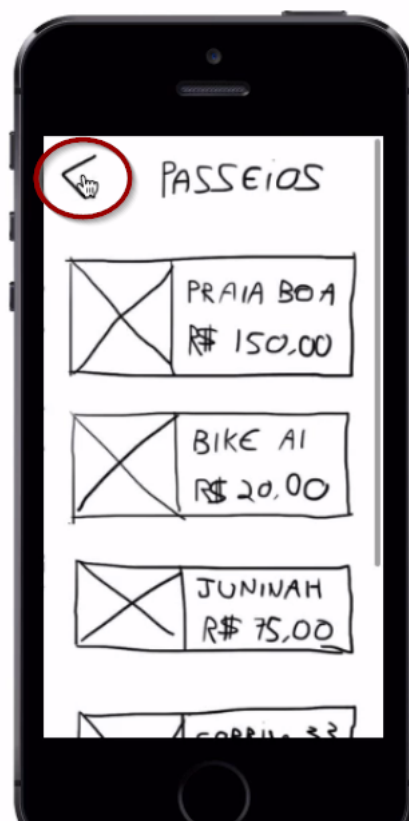 PASSEIOS
PRAIA BOA
R$ 150,00
BIKE AI
R$ 20,00
JUNINAH
R$ 75,00